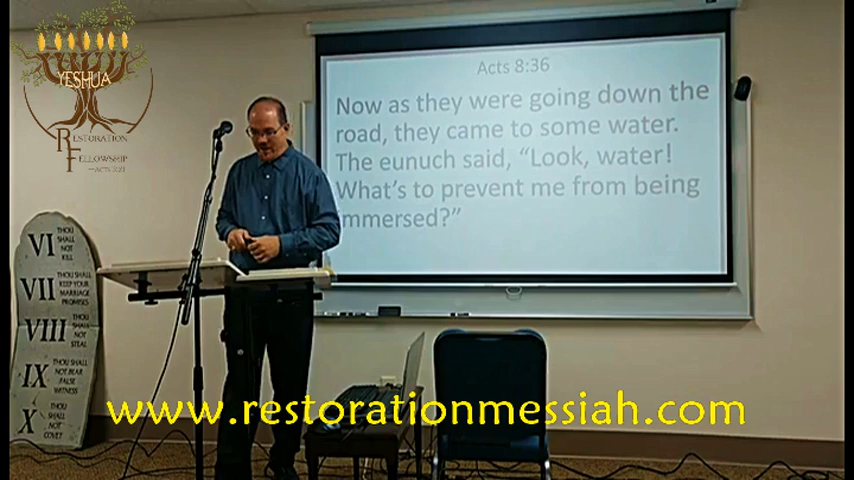 YESHUA
RESTORATION
FELLOWSHIP
Acts 8:36
Now as they were going down the
road, they came to some water.
The eunuch said, “Look, water!
What’s to prevent me from being
immersed?”
VI THOU
SHALL
NOT
KILL
VII THOU SHALL
KEEP YOUR
MARRIAGE
PROMISES
VIII THOU
SHALL
NOT
STEAL
IX THOU SHALL
NOT BEAR
FALSE
WITNESS
X THOU
SHALL
NOT
COVET
www.restorationmessiah.com